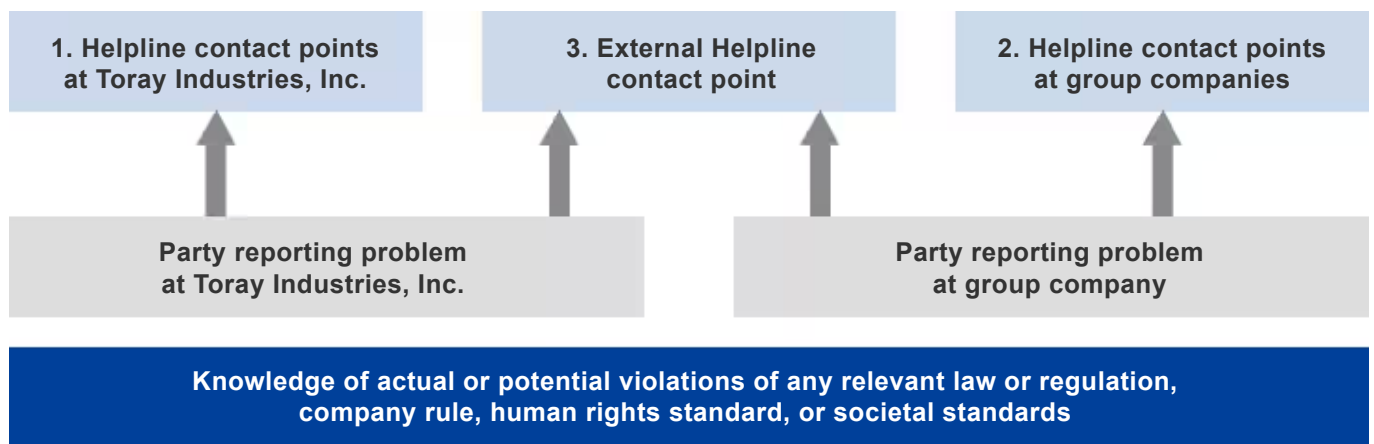 1. Helpline contact points
at Toray Industries, Inc.
3. External Helpline
contact point
2. Helpline contact points
at group companies
Party reporting problem
at Toray Industries, Inc.
Party reporting problem
at group company
Knowledge of actual or potential violations of any relevant law or regulation,
company rule, human rights standard, or societal standards